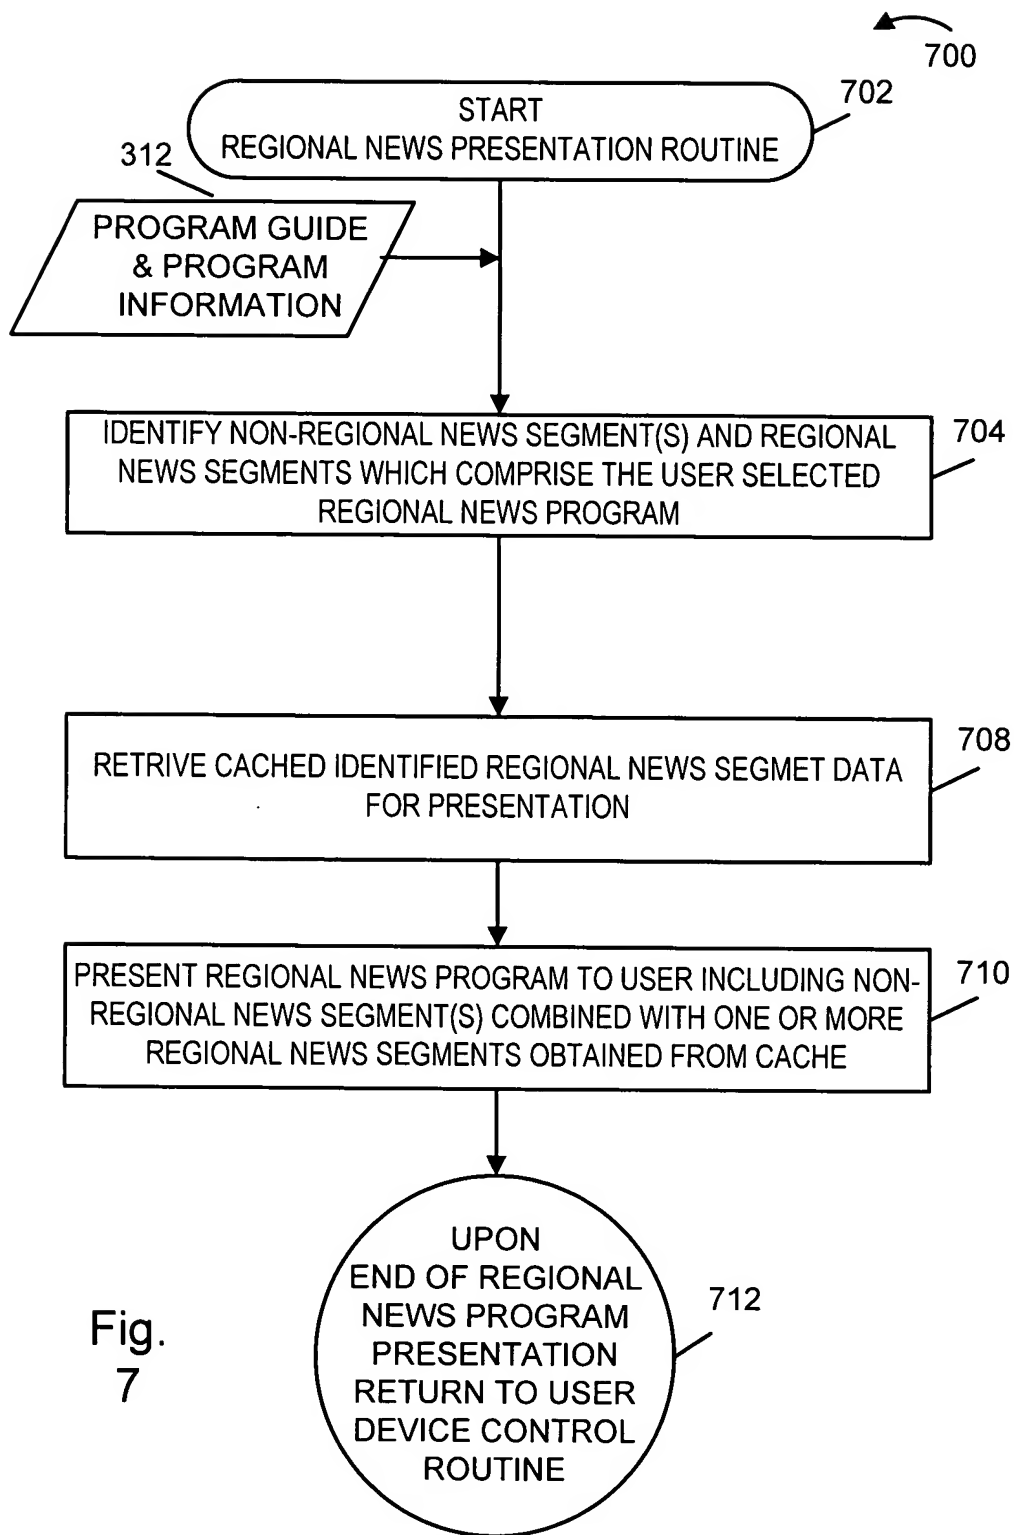 700
702
START
REGIONAL NEWS PRESENTATION ROUTINE
312
PROGRAM GUIDE
& PROGRAM
INFORMATION
704
IDENTIFY NON-REGIONAL NEWS SEGMENT(S) AND REGIONAL
NEWS SEGMENTS WHICH COMPRISE THE USER SELECTED
REGIONAL NEWS PROGRAM
708
RETRIVE CACHED IDENTIFIED REGIONAL NEWS SEGMET DATA
FOR PRESENTATION
710
PRESENT REGIONAL NEWS PROGRAM TO USER INCLUDING NON-
REGIONAL NEWS SEGMENT(S) COMBINED WITH ONE OR MORE
REGIONAL NEWS SEGMENTS OBTAINED FROM CACHE
712
UPON
END OF REGIONAL
NEWS PROGRAM
PRESENTATION
RETURN TO USER
DEVICE CONTROL
ROUTINE
Fig.
7